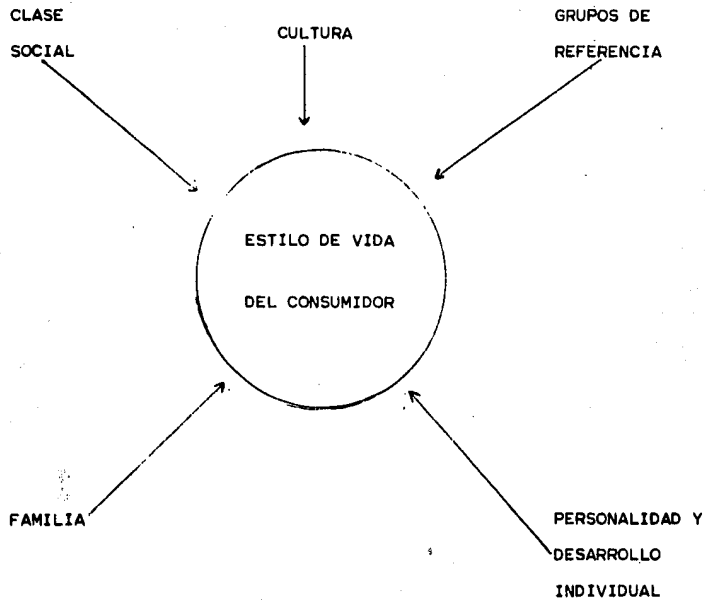 CLASE
SOCIAL
CULTURA
GRUPOS DE
REFERENCIA
ESTILO DE VIDA
DEL CONSUMIDOR
FAMILIA
PERSONALIDAD Y
DESARROLLO
INDIVIDUAL